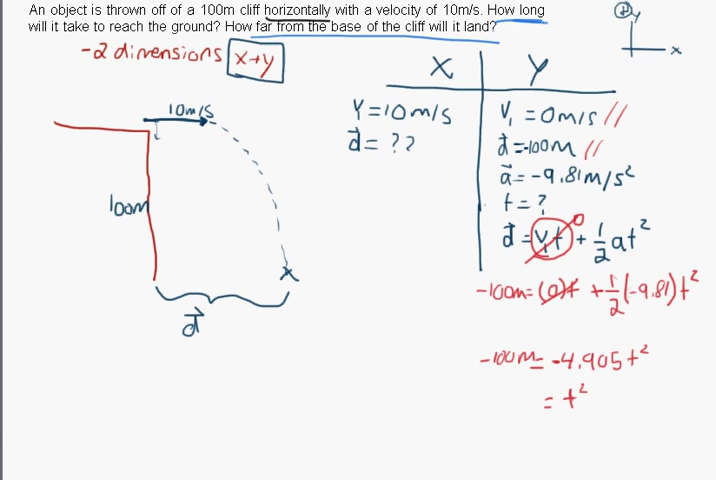 An object is thrown off of a 100m cliff horizontally with a velocity of 10m/s. How long
will it take to reach the ground? How far from the base of the cliff will it land?
-2 dimensions x+y
+y
x
X Y
10m/s
100m
d⃗
V=10m/s
d⃗= ??
V₁ = 0m/s //
d⃗=-100m //
a⃗=-9.81m/s²
t=?
d⃗=V₁t + ½at²
0
-100m=(0)t +½(-9.81)t²
-100m= -4.905t²
= t²